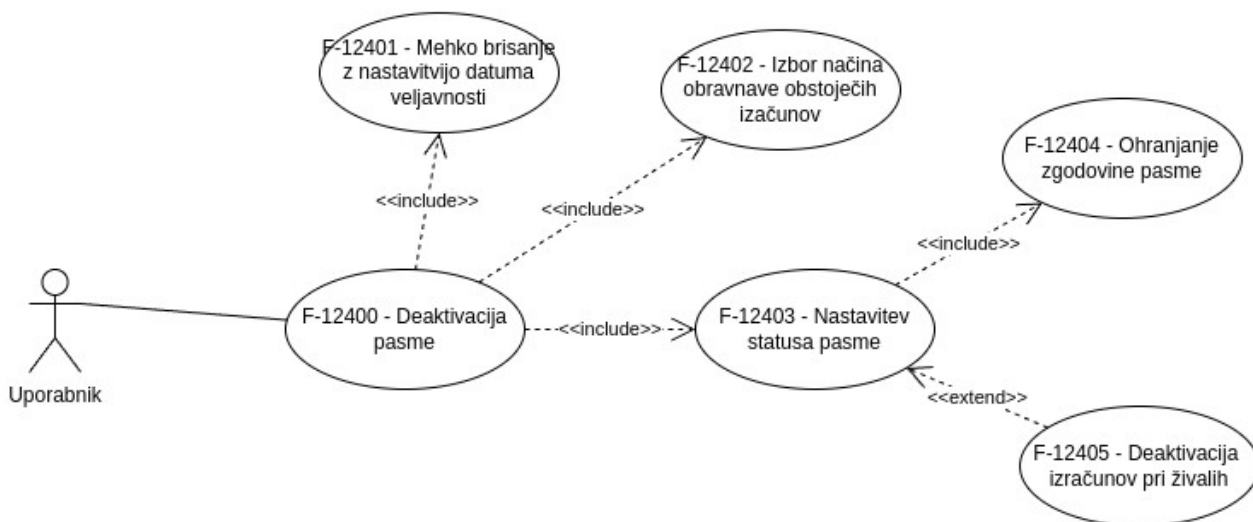 F-12401 - Mehko brisanje
z nastavitvijo datuma
veljavnosti
F-12402 - Izbor načina
obravnave obstoječih
izačunov
F-12404 - Ohranjanje
zgodovine pasme
<<include>>
<<include>>
<<include>>
F-12400 - Deaktivacija
pasme
<<include>>
F-12403 - Nastavitev
statusa pasme
Uporabnik
<<extend>>
F-12405 - Deaktivacija
izračunov pri živalih